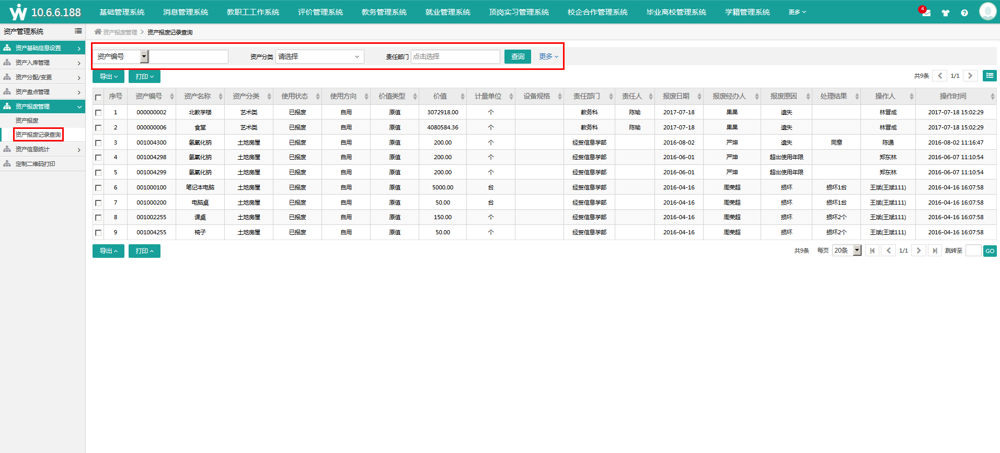 10.6.6.188 基础管理系统 消息管理系统 教职工工作系统 评价管理系统 教务管理系统 就业管理系统 顶岗实习管理系统 校企合作管理系统 毕业离校管理系统 学籍管理系统 更多 4
资产管理系统
资产基础信息设置
资产入库管理
资产分配/变更
资产盘点管理
资产报废管理
资产报废
资产报废记录查询
资产信息统计
定制二维码打印
资产报废管理 > 资产报废记录查询
资产编号 资产分类 请选择 责任部门 点击选择 查询 更多
导出 打印 共9条 1/1
序号 资产编号 资产名称 资产分类 使用状态 使用方向 价值类型 价值 计量单位 设备规格 责任部门 责任人 报废日期 报废经办人 报废原因 处理结果 操作人 操作时间
1 000000002 北教学楼 艺术类 已报废 自用 原值 3072918.00 个 教务科 陈瑜 2017-07-18 果果 遗失 林晋成 2017-07-18 15:02:29
2 000000006 食堂 艺术类 已报废 自用 原值 4080584.36 个 教务科 陈瑜 2017-07-18 果果 遗失 林晋成 2017-07-18 15:02:29
3 001004300 氢氧化钠 土地房屋 已报废 自用 原值 200.00 个 经贸信息学部 2016-08-02 严坤 遗失 同意 陈通 2016-08-02 11:16:47
4 001004298 氢氧化钠 土地房屋 已报废 自用 原值 200.00 个 经贸信息学部 2016-06-01 严坤 超出使用年限 郑东林 2016-06-07 11:10:54
5 001004299 氢氧化钠 土地房屋 已报废 自用 原值 200.00 个 经贸信息学部 2016-06-01 严坤 超出使用年限 郑东林 2016-06-07 11:10:54
6 001000100 笔记本电脑 土地房屋 已报废 自用 原值 5000.00 台 经贸信息学部 2016-04-16 周荣超 损坏 损坏1台 王斌(王斌111) 2016-04-16 16:07:58
7 001000200 电脑桌 土地房屋 已报废 自用 原值 50.00 台 经贸信息学部 2016-04-16 周荣超 损坏 损坏1台 王斌(王斌111) 2016-04-16 16:07:58
8 001002255 课桌 土地房屋 已报废 自用 原值 150.00 个 经贸信息学部 2016-04-16 周荣超 损坏 损坏2个 王斌(王斌111) 2016-04-16 16:07:58
9 001004255 椅子 土地房屋 已报废 自用 原值 50.00 个 经贸信息学部 2016-04-16 周荣超 损坏 损坏2个 王斌(王斌111) 2016-04-16 16:07:58
导出 打印 共9条 每页 20条 1/1 跳转至 GO